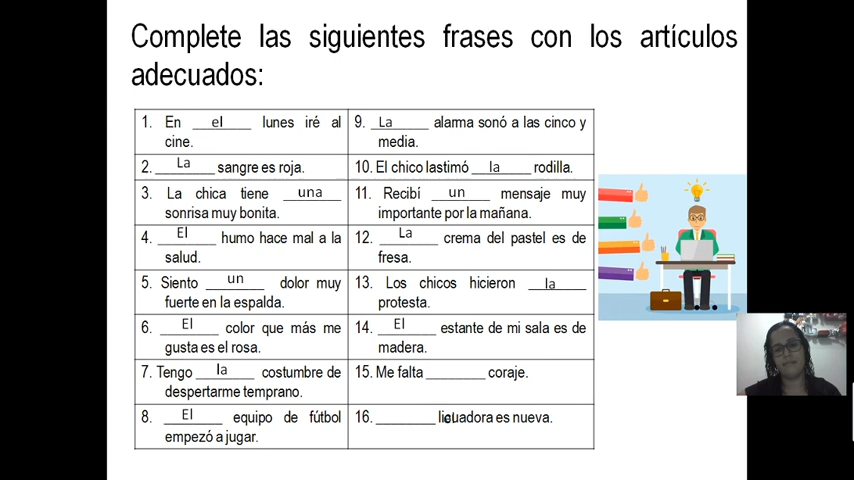 Complete las siguientes frases con los artículos
adecuados:
1. En el lunes iré al
cine.
2. La sangre es roja.
3. La chica tiene una
sonrisa muy bonita.
4. El humo hace mal a la
salud.
5. Siento un dolor muy
fuerte en la espalda.
6. El color que más me
gusta es el rosa.
7. Tengo la costumbre de
despertarme temprano.
8. El equipo de fútbol
empezó a jugar.
9. La alarma sonó a las cinco y
media.
10. El chico lastimó la rodilla.
11. Recibí un mensaje muy
importante por la mañana.
12. La crema del pastel es de
fresa.
13. Los chicos hicieron la
protesta.
14. El estante de mi sala es de
madera.
15. Me falta ________ coraje.
16. ________ licuadora es nueva.
el